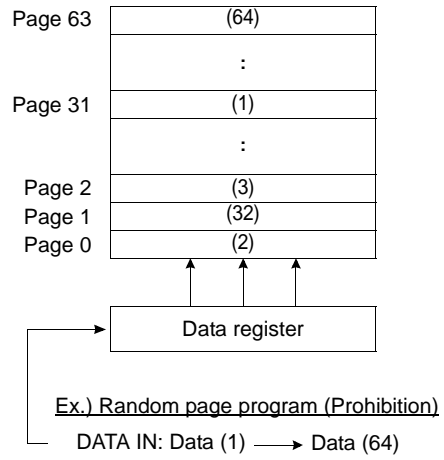 Page 63 (64)
:
Page 31 (1)
:
Page 2 (3)
Page 1 (32)
Page 0 (2)
Data register
Ex.) Random page program (Prohibition)
DATA IN: Data (1) Data (64)